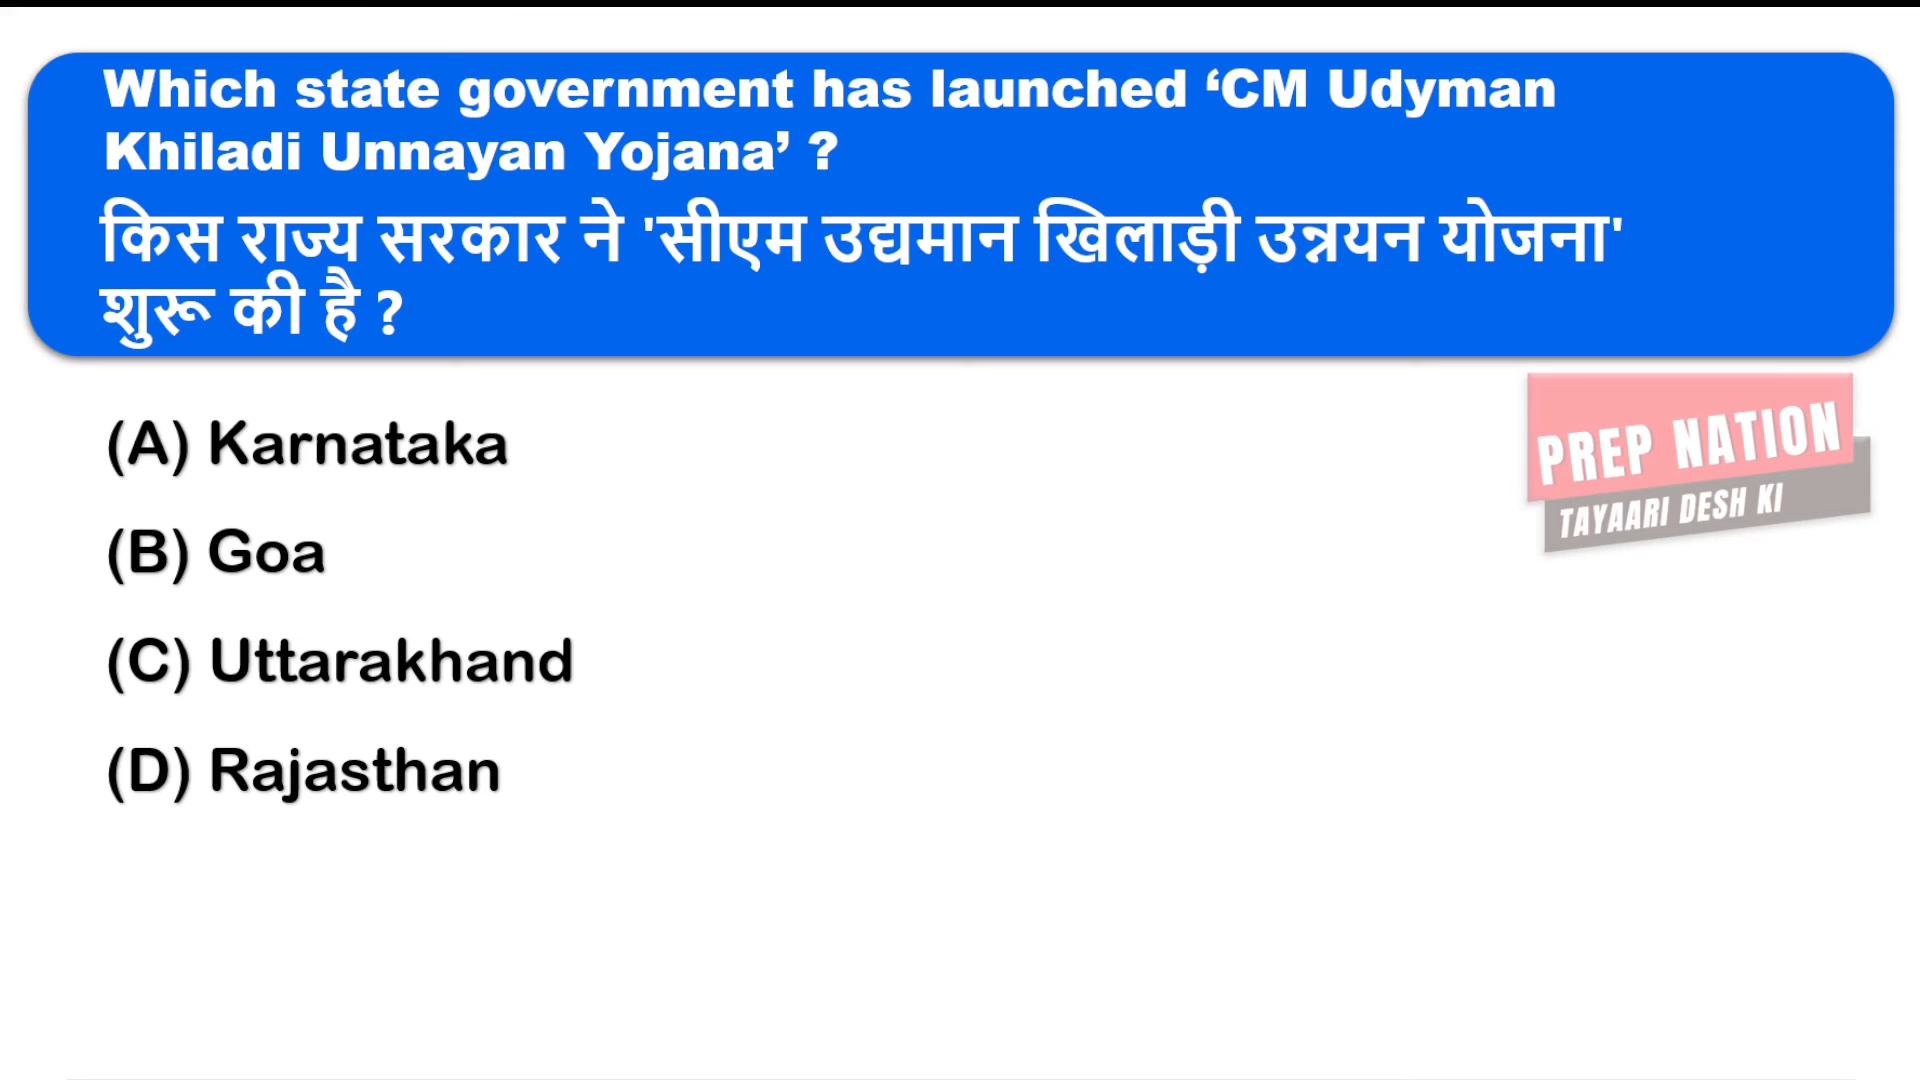 Which state government has launched ‘CM Udyman
Khiladi Unnayan Yojana’ ?
किस राज्य सरकार ने 'सीएम उद्यमान खिलाड़ी उन्नयन योजना'
शुरू की है ?
(A) Karnataka
(B) Goa
(C) Uttarakhand
(D) Rajasthan
PREP NATION
TAYAARI DESH KI